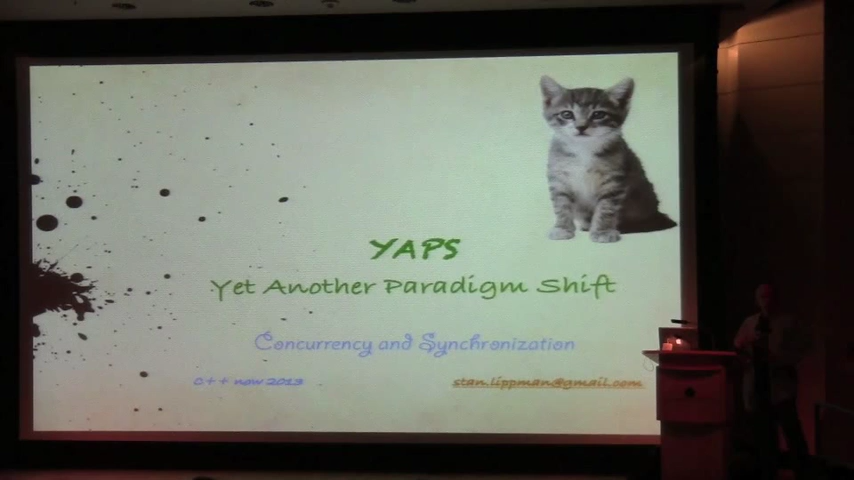 YAPS
Yet Another Paradigm Shift
Concurrency and Synchronization
C++ now 2013
stan.lippman@gmail.com